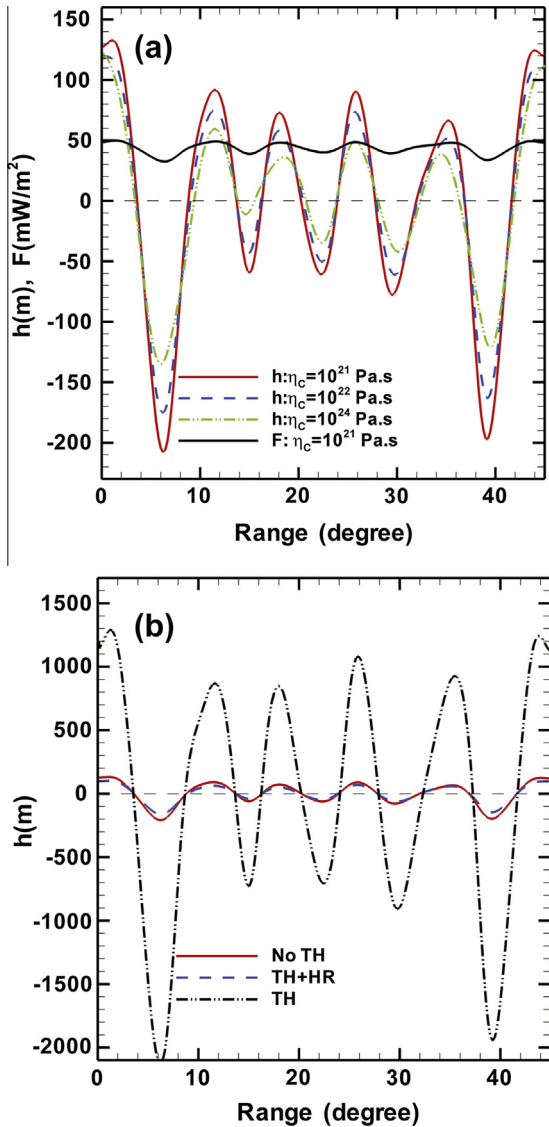 (a)
150
100
50
0
-50
-100
-150
-200
h(m), F(mW/m²)
h:ηc=10²¹ Pa.s
h:ηc=10²² Pa.s
h:ηc=10²⁴ Pa.s
F: ηc=10²¹ Pa.s
0 10 20 30 40
Range (degree)
(b)
1500
1000
500
0
-500
-1000
-1500
-2000
h(m)
No TH
TH+HR
TH
0 10 20 30 40
Range (degree)